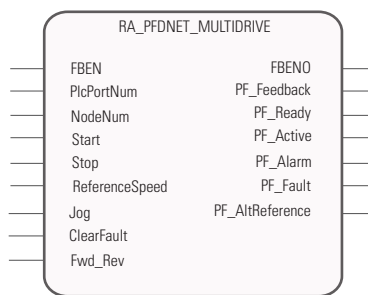 RA_PFDNET_MULTIDRIVE
FBEN FBENO
PlcPortNum PF_Feedback
NodeNum PF_Ready
Start PF_Active
Stop PF_Alarm
ReferenceSpeed PF_Fault
Jog PF_AltReference
ClearFault
Fwd_Rev